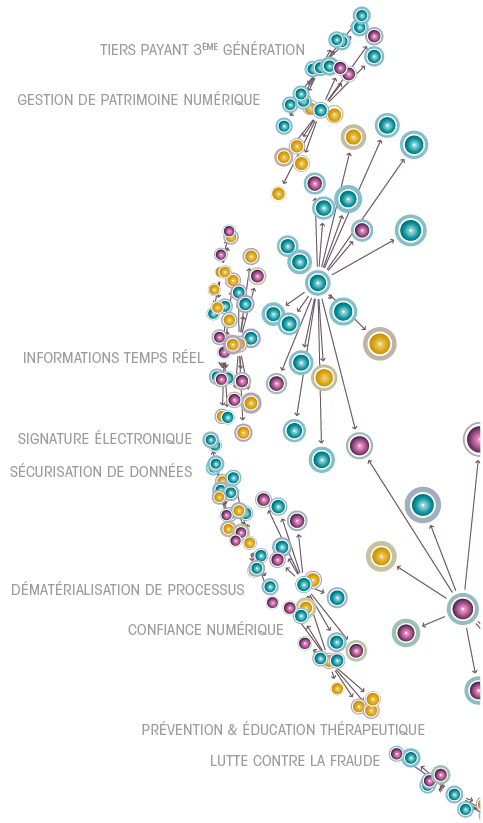 TIERS PAYANT 3ÈME GÉNÉRATION
GESTION DE PATRIMOINE NUMÉRIQUE
INFORMATIONS TEMPS RÉEL
SIGNATURE ÉLECTRONIQUE
SÉCURISATION DE DONNÉES
DÉMATÉRIALISATION DE PROCESSUS
CONFIANCE NUMÉRIQUE
PRÉVENTION & ÉDUCATION THÉRAPEUTIQUE
LUTTE CONTRE LA FRAUDE